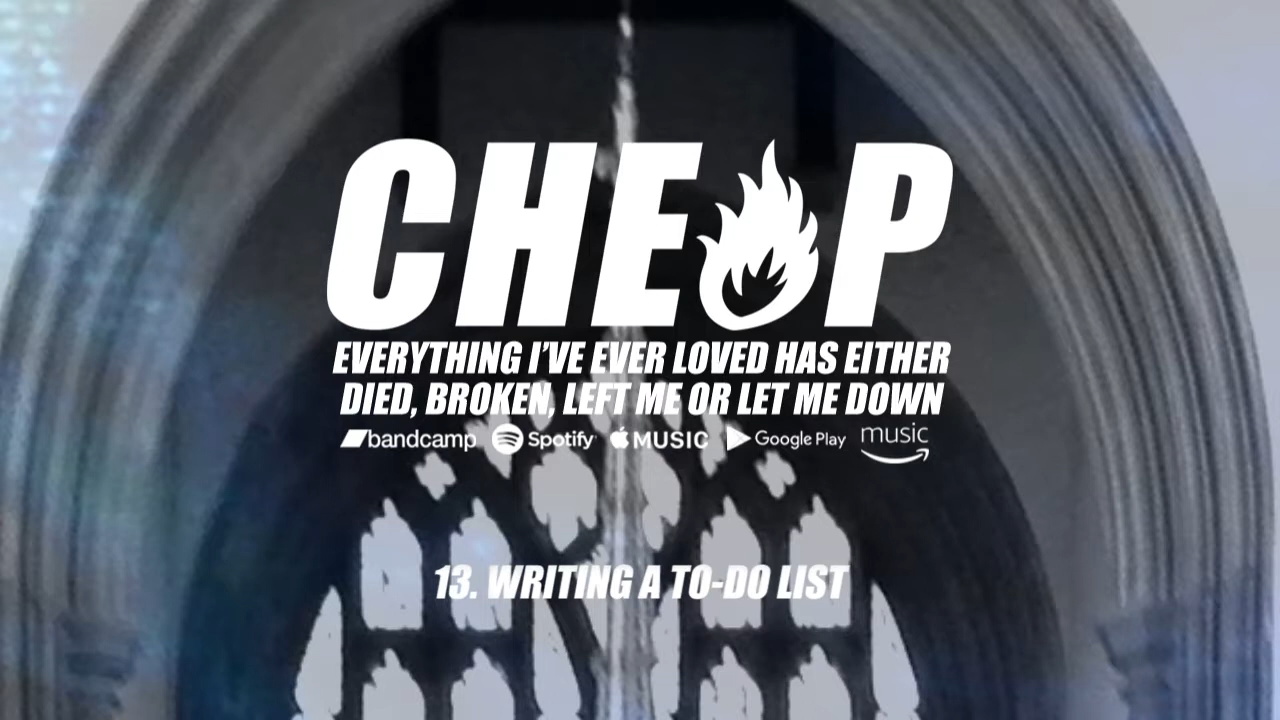 CHEAP
EVERYTHING I'VE EVER LOVED HAS EITHER
DIED, BROKEN, LEFT ME OR LET ME DOWN
bandcamp Spotify MUSIC Google Play music
13. WRITING A TO-DO LIST